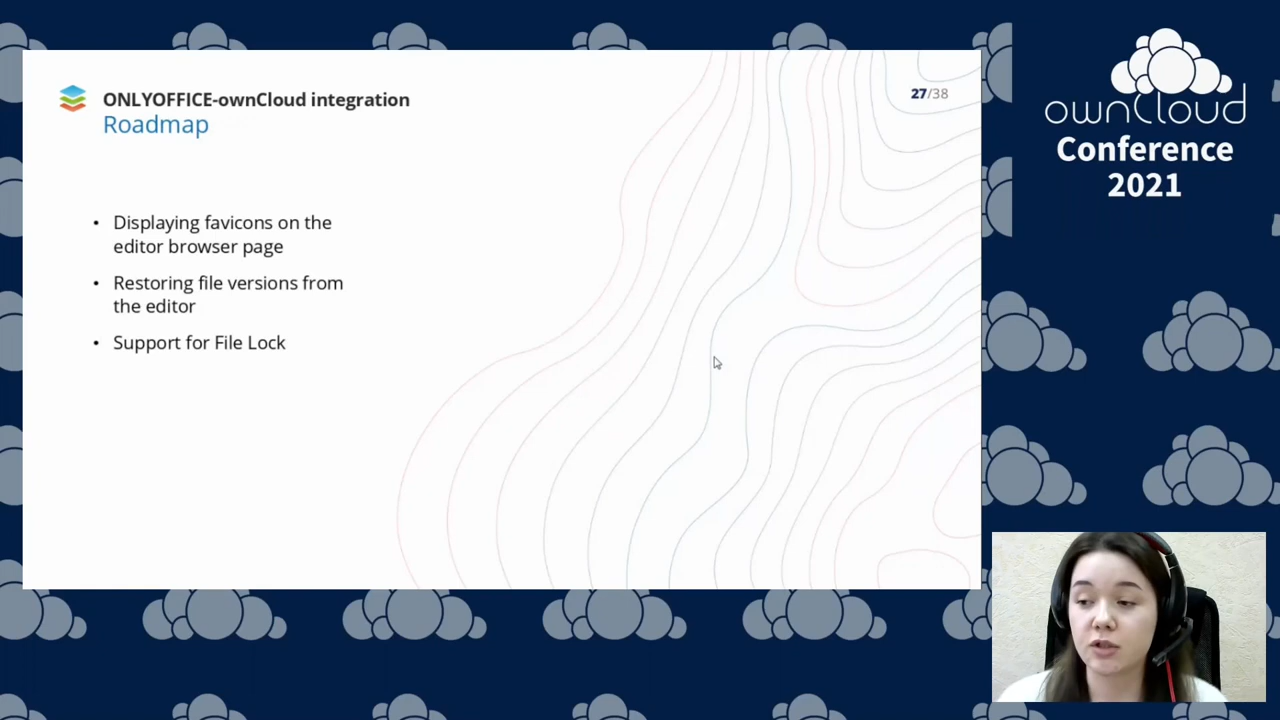 ONLYOFFICE-ownCloud integration
Roadmap
27/38
• Displaying favicons on the
editor browser page
• Restoring file versions from
the editor
• Support for File Lock
ownCloud
Conference
2021